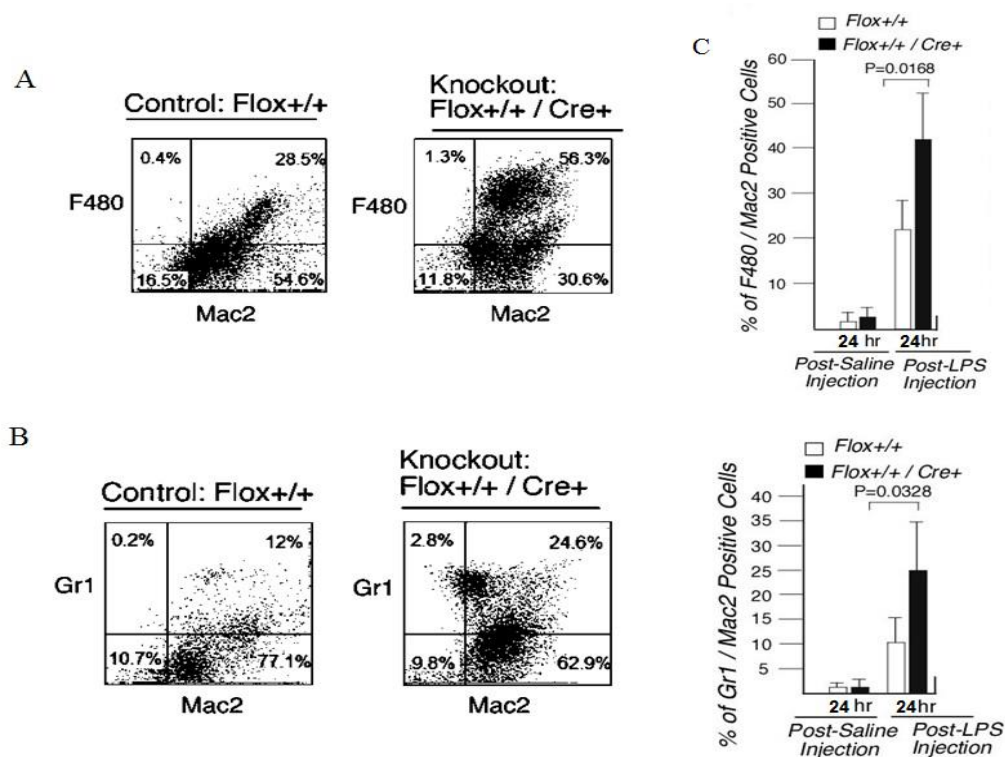 A
Control: Flox+/+
Knockout:
Flox+/+ / Cre+
0.4%
28.5%
F480
16.5%
54.6%
Mac2
1.3%
56.3%
F480
11.8%
30.6%
Mac2
C
Flox+/+
Flox+/+ / Cre+
P=0.0168
% of F480 / Mac2 Positive Cells
60
50
40
30
20
10
24 hr
24hr
Post-Saline
Injection
Post-LPS
Injection
B
Control: Flox+/+
Knockout:
Flox+/+ / Cre+
0.2%
12%
Gr1
10.7%
77.1%
Mac2
2.8%
24.6%
Gr1
9.8%
62.9%
Mac2
Flox+/+
Flox+/+ / Cre+
P=0.0328
% of Gr1 / Mac2 Positive Cells
40
35
30
25
20
15
10
5
24 hr
24hr
Post-Saline
Injection
Post-LPS
Injection